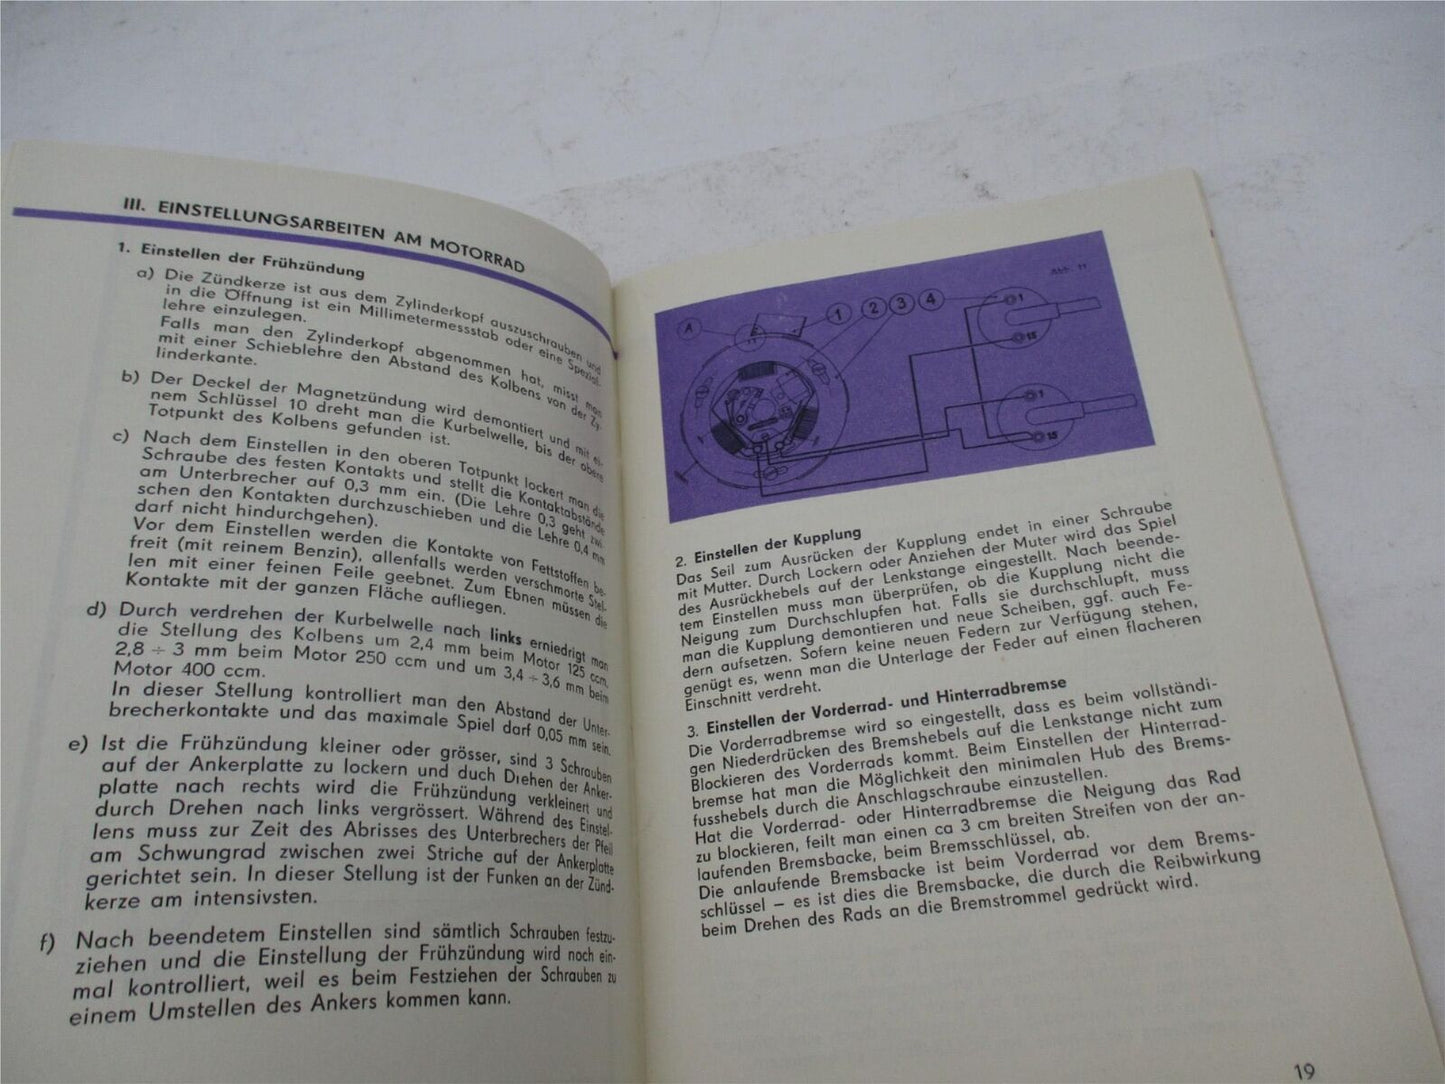 III. EINSTELLUNGSARBEITEN AM MOTORRAD
1. Einstellen der Frühzündung
a) Die Zündkerze ist aus dem Zylinderkopf auszuschrauben und
in die Öffnung ist ein Millimetermessstab oder eine Spezial-
lehre einzulegen.
Falls man den Zylinderkopf abgenommen hat, misst man
mit einer Schieblehre den Abstand des Kolbens von der Zy-
linderkante.
b) Der Deckel der Magnetzündung wird demontiert und mit ei-
nem Schlüssel 10 dreht man die Kurbelwelle, bis der obere
Totpunkt des Kolbens gefunden ist.
c) Nach dem Einstellen in den oberen Totpunkt lockert man die
Schraube des festen Kontakts und stellt die Kontaktabstände
am Unterbrecher auf 0,3 mm ein. (Die Lehre 0,3 geht zwi-
schen den Kontakten durchzuschieben und die Lehre 0,4 mm
darf nicht hindurchgehen).
Vor dem Einstellen werden die Kontakte von Fettstoffen be-
freit (mit reinem Benzin), allenfalls werden verschmorte Stel-
len mit einer feinen Feile geebnet. Zum Ebnen müssen die
Kontakte mit der ganzen Fläche aufliegen.
d) Durch verdrehen der Kurbelwelle nach links erniedrigt man
die Stellung des Kolbens um 2,4 mm beim Motor 125 ccm,
2,8 ÷ 3 mm beim Motor 250 ccm und um 3,4 ÷ 3,6 mm beim
Motor 400 ccm.
In dieser Stellung kontrolliert man den Abstand der Unter-
brecherkontakte und das maximale Spiel darf 0,05 mm sein.
e) Ist die Frühzündung kleiner oder grösser, sind 3 Schrauben
auf der Ankerplatte zu lockern und duch Drehen der Anker-
platte nach rechts wird die Frühzündung verkleinert und
durch Drehen nach links vergrössert. Während des Einstel-
lens muss zur Zeit des Abrisses des Unterbrechers der Pfeil
am Schwungrad zwischen zwei Striche auf der Ankerplatte
gerichtet sein. In dieser Stellung ist der Funken an der Zünd-
kerze am intensivsten.
f) Nach beendetem Einstellen sind sämtlich Schrauben festzu-
ziehen und die Einstellung der Frühzündung wird noch ein-
mal kontrolliert, weil es beim Festziehen der Schrauben zu
einem Umstellen des Ankers kommen kann.
Abb. 11
A 1 2 3 4
1
15
1
15
2. Einstellen der Kupplung
Das Seil zum Ausrücken der Kupplung endet in einer Schraube
mit Mutter. Durch Lockern oder Anziehen der Muter wird das Spiel
des Ausrückhebels auf der Lenkstange eingestellt. Nach beende-
tem Einstellen muss man überprüfen, ob die Kupplung nicht die
Neigung zum Durchschlupfen hat. Falls sie durchschlupft, muss
man die Kupplung demontieren und neue Scheiben, ggf. auch Fe-
dern aufsetzen. Sofern keine neuen Federn zur Verfügung stehen,
genügt es, wenn man die Unterlage der Feder auf einen flacheren
Einschnitt verdreht.
3. Einstellen der Vorderrad- und Hinterradbremse
Die Vorderradbremse wird so eingestellt, dass es beim vollständi-
gen Niederdrücken des Bremshebels auf die Lenkstange nicht zum
Blockieren des Vorderrads kommt. Beim Einstellen der Hinterrad-
bremse hat man die Möglichkeit den minimalen Hub des Brems-
fusshebels durch die Anschlagschraube einzustellen.
Hat die Vorderrad- oder Hinterradbremse die Neigung das Rad
zu blockieren, feilt man einen ca 3 cm breiten Streifen von der an-
laufenden Bremsbacke, beim Bremsschlüssel, ab.
Die anlaufende Bremsbacke ist beim Vorderrad vor dem Brems-
schlüssel – es ist dies die Bremsbacke, die durch die Reibwirkung
beim Drehen des Rads an die Bremstrommel gedrückt wird.
19